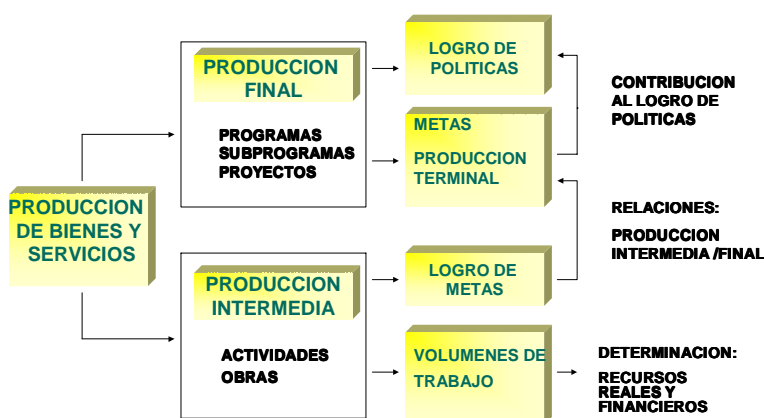 PRODUCCION
DE BIENES Y
SERVICIOS
PRODUCCION
FINAL
PROGRAMAS
SUBPROGRAMAS
PROYECTOS
LOGRO DE
POLITICAS
METAS
PRODUCCION
TERMINAL
CONTRIBUCION
AL LOGRO DE
POLITICAS
PRODUCCION
INTERMEDIA
ACTIVIDADES
OBRAS
LOGRO DE
METAS
VOLUMENES DE
TRABAJO
RELACIONES:
PRODUCCION
INTERMEDIA /FINAL
DETERMINACION:
RECURSOS
REALES Y
FINANCIEROS